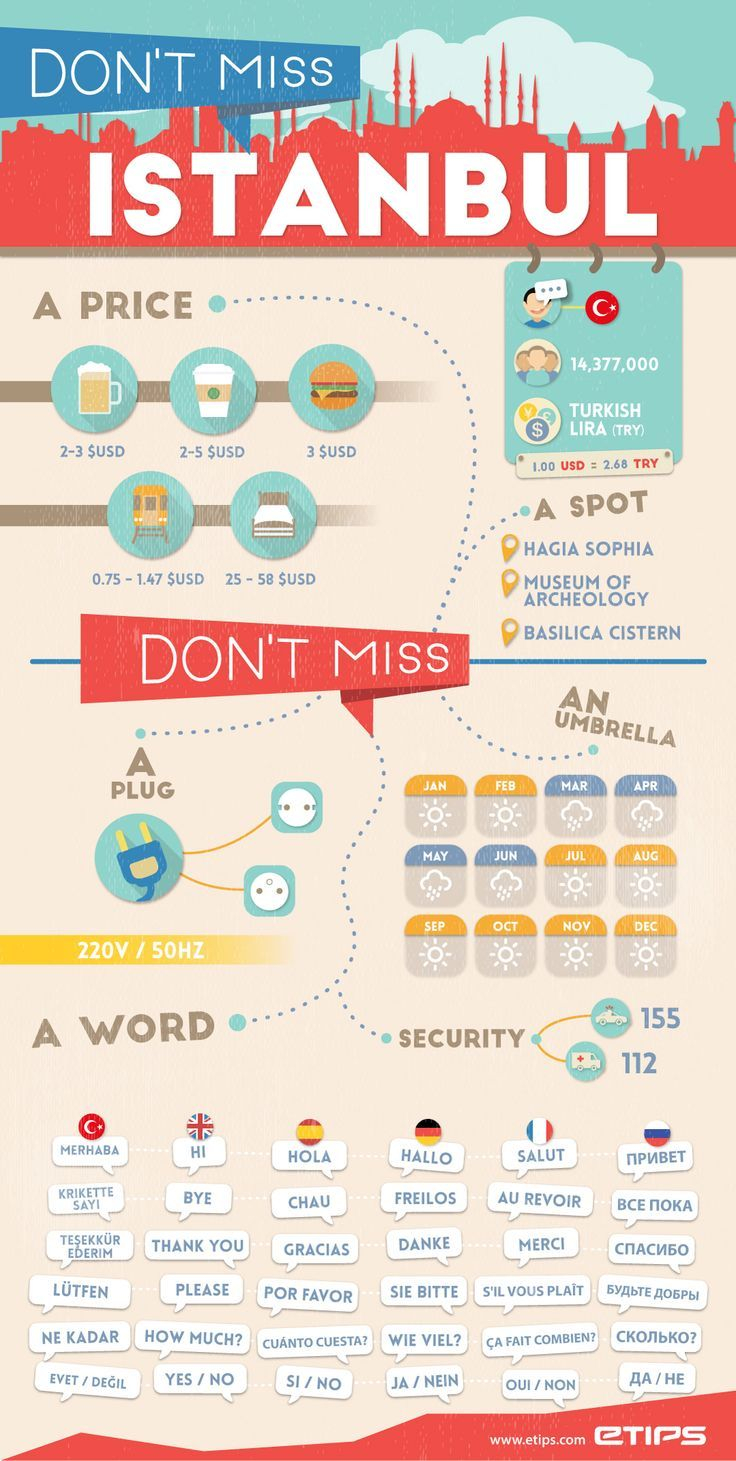 DON'T MISS
ISTANBUL
A PRICE
2-3 $USD
2-5 $USD
3 $USD
0.75 - 1.47 $USD
25 - 58 $USD
14,377,000
TURKISH
LIRA (TRY)
1.00 USD = 2.68 TRY
A SPOT
HAGIA SOPHIA
MUSEUM OF
ARCHEOLOGY
BASILICA CISTERN
DON'T MISS
A
PLUG
220V / 50HZ
AN
UMBRELLA
JAN FEB MAR APR
MAY JUN JUL AUG
SEP OCT NOV DEC
A WORD
SECURITY
155
112
MERHABA HI HOLA HALLO SALUT ПРИВЕТ
KRIKETTE
SAYI
BYE CHAU FREILOS AU REVOIR ВСЕ ПОКА
TEŞEKKÜR
EDERIM
THANK YOU GRACIAS DANKE MERCI СПАСИБО
LÜTFEN PLEASE POR FAVOR SIE BITTE S'IL VOUS PLAÎT БУДЬТЕ ДОБРЫ
NE KADAR HOW MUCH? CUÁNTO CUESTA? WIE VIEL? ÇA FAIT COMBIEN? СКОЛЬКО?
EVET / DEĞIL YES / NO SI / NO JA / NEIN OUI / NON ДА / НЕ
www.etips.com ETIPS